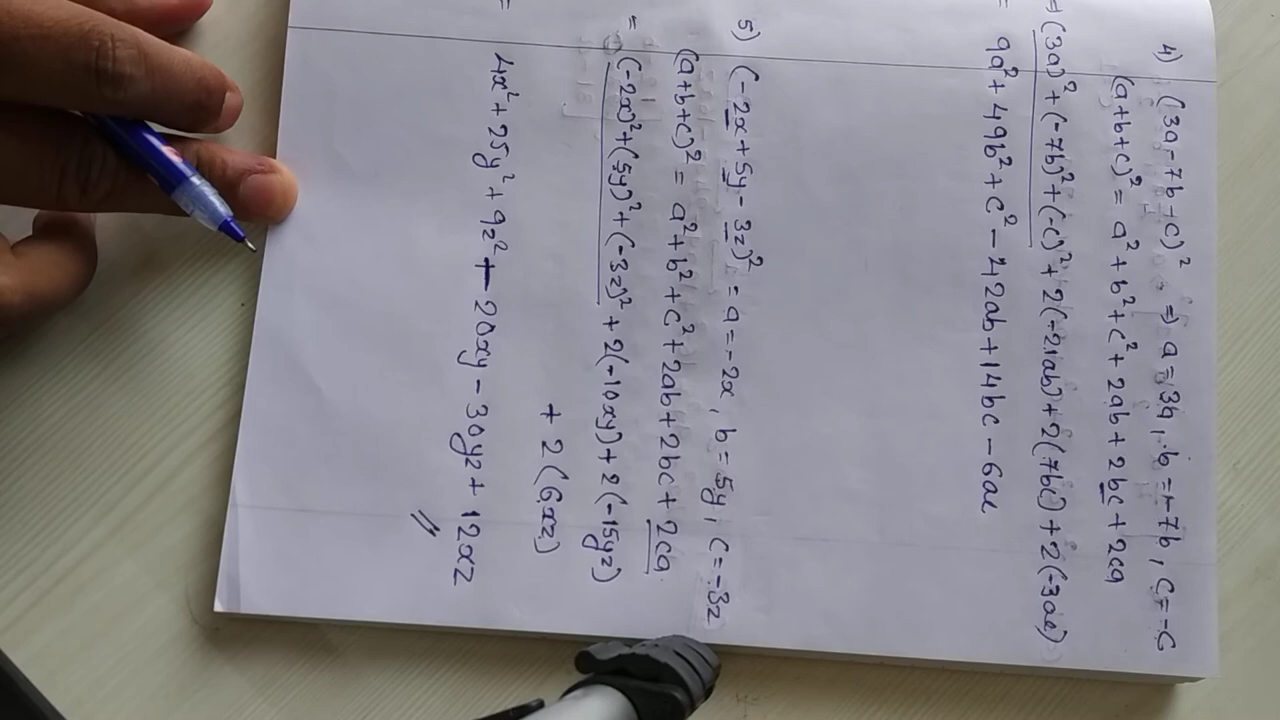 4) (3a - 7b - c)² ⇒ a = 3a, b = -7b, c = -c
(a+b+c)² = a² + b² + c² + 2ab + 2bc + 2ca
= (3a)² + (-7b)² + (-c)² + 2(-21ab) + 2(7bc) + 2(-3ac)
= 9a² + 49b² + c² - 42ab + 14bc - 6ac
5) (-2x + 5y - 3z)² = a = -2x, b = 5y, c = -3z
(a+b+c)² = a² + b² + c² + 2ab + 2bc + 2ca.
= (-2x)² + (5y)² + (-3z)² + 2(-10xy) + 2(-15yz)
+ 2(6xz)
= 4x² + 25y² + 9z² - 20xy - 30yz + 12xz //